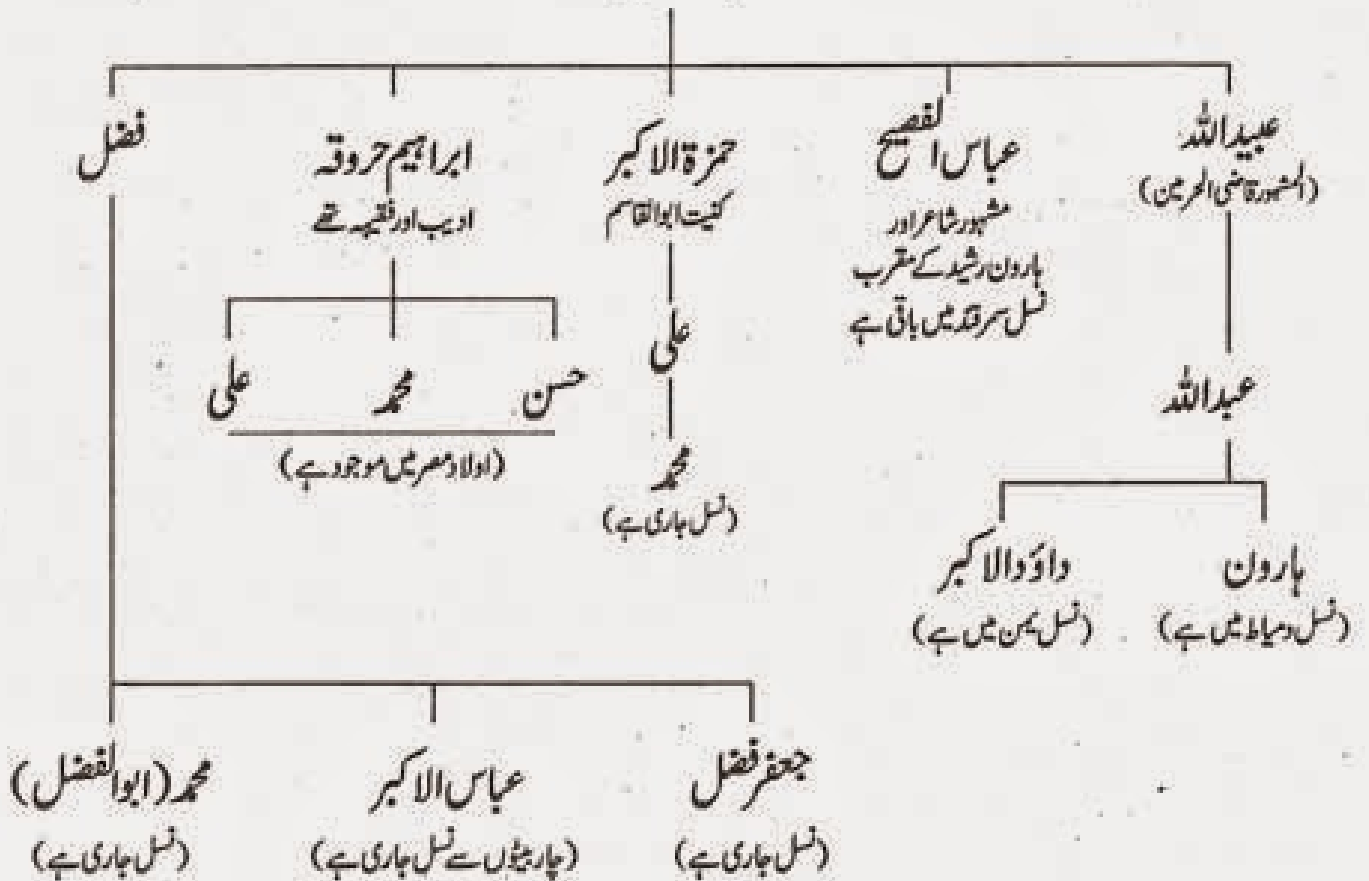 عبیداللہ
(المشہور قاضی الحرمین)
عباس الفصیح
مشہور شاعر اور
ہارون رشید کے مقرب
نسل سمرقند میں باقی ہے
حمزۃ الاکبر
کنیت ابوالقاسم
ابراہیم حروقہ
ادیب اور فقیہہ تھے
فضل
عبداللہ
علی
محمد
(نسل جاری ہے)
حسن
محمد
علی
(اولاد مصر میں موجود ہے)
ہارون
(نسل دمیاط میں ہے)
داؤد الاکبر
(نسل یمن میں ہے)
جعفر فضل
(نسل جاری ہے)
عباس الاکبر
(چار بیٹوں سے نسل جاری ہے)
محمد (ابوالفضل)
(نسل جاری ہے)